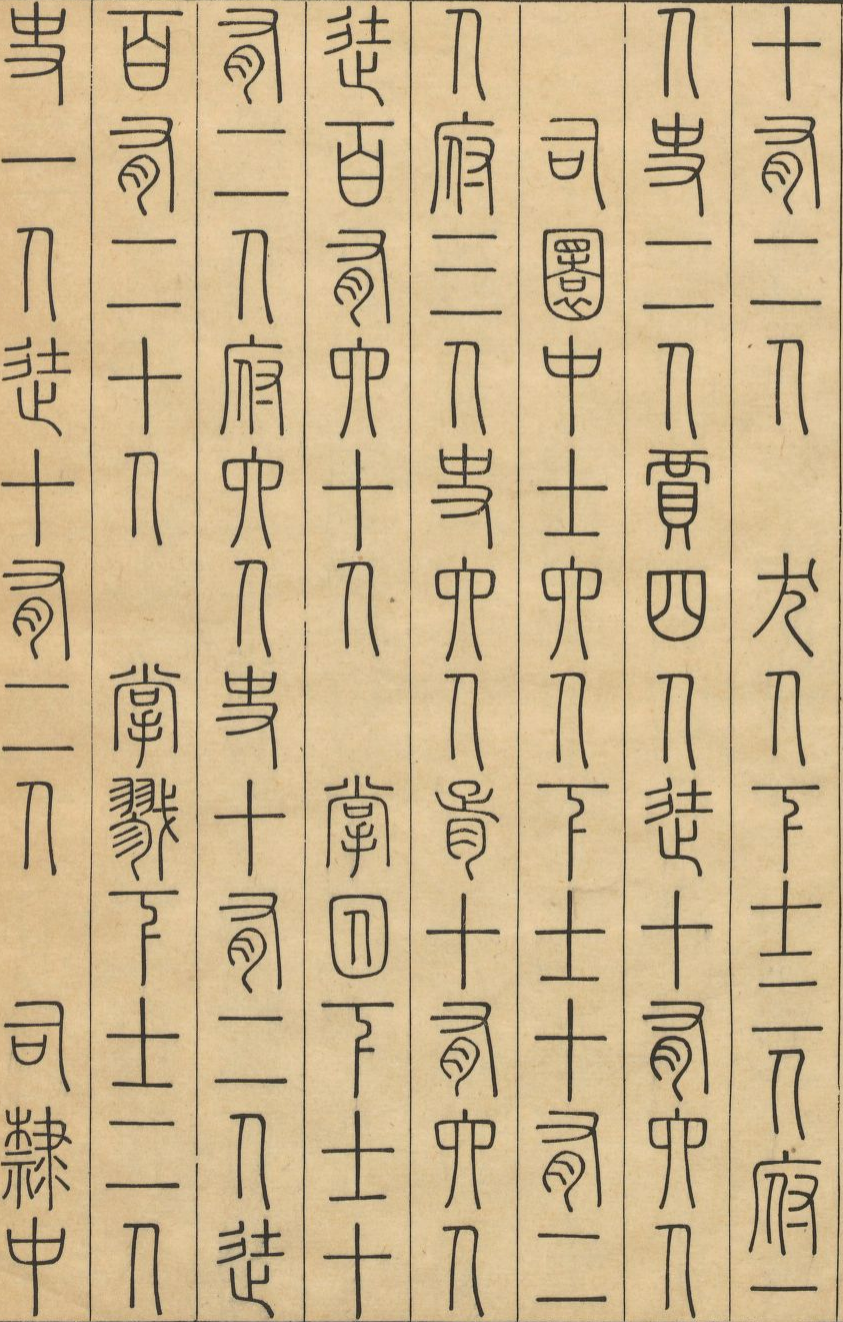 十有二人　犬人下士二人府一
人史二人賈四人徒十有六人
司圜中士六人下士十有二
人府三人史六人胥十有六人
徒百有六十人　掌囚下士十
有二人府六人史十有二人徒
百有二十人　掌戮下士二人
史一人徒十有二人　司隸中